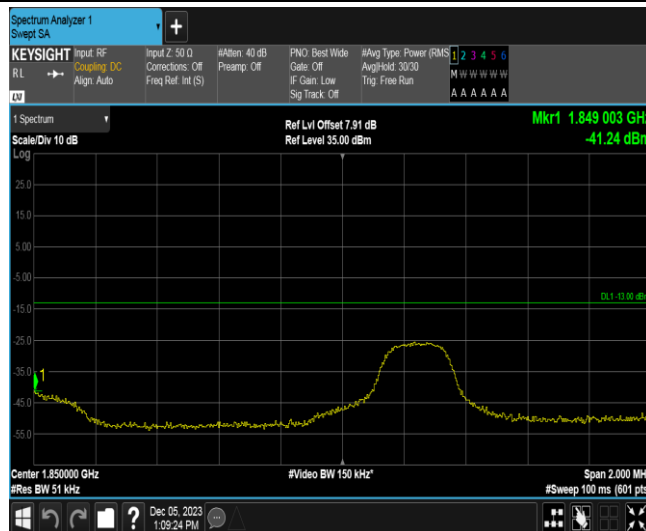 Spectrum Analyzer 1
Swept SA
+
KEYSIGHT Input: RF Input Z: 50 Ω #Atten: 40 dB PNO: Best Wide #Avg Type: Power (RMS 1 2 3 4 5 6
RL Coupling: DC Corrections: Off Preamp: Off Gate: Off Avg|Hold: 30/30 M W W W W W
Align: Auto Freq Ref: Int (S) IF Gain: Low Trig: Free Run
Sig Track: Off A A A A A A
LXI
1 Spectrum Ref Lvl Offset 7.91 dB Mkr1 1.849 003 GHz
Scale/Div 10 dB Ref Level 35.00 dBm -41.24 dBm
Log
25.0
15.0
5.00
-5.00
DL1 -13.00 dBm
-15.0
-25.0
-35.0
1
-45.0
-55.0
Center 1.850000 GHz #Video BW 150 kHz* Span 2.000 MH
#Res BW 51 kHz #Sweep 100 ms (601 pts
? Dec 05, 2023
1:09:24 PM